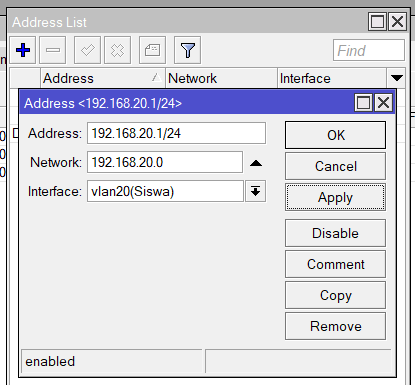 Address List
Find
Address Network Interface
Address <192.168.20.1/24>
Address: 192.168.20.1/24
OK
Network: 192.168.20.0
Cancel
Interface: vlan20(Siswa)
Apply
Disable
Comment
Copy
Remove
enabled